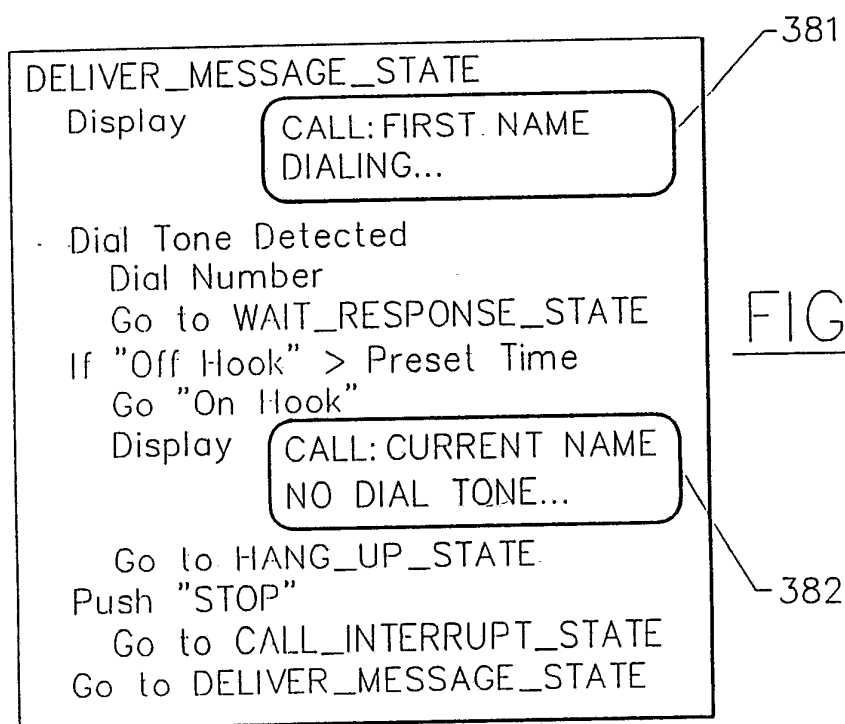 381
DELIVER_MESSAGE_STATE
Display
CALL: FIRST NAME
DIALING...
Dial Tone Detected
Dial Number
Go to WAIT_RESPONSE_STATE
FIG
If "Off Hook" > Preset Time
Go "On Hook"
Display
CALL: CURRENT NAME
NO DIAL TONE...
Go to HANG_UP_STATE
382
Push "STOP"
Go to CALL_INTERRUPT_STATE
Go to DELIVER_MESSAGE_STATE